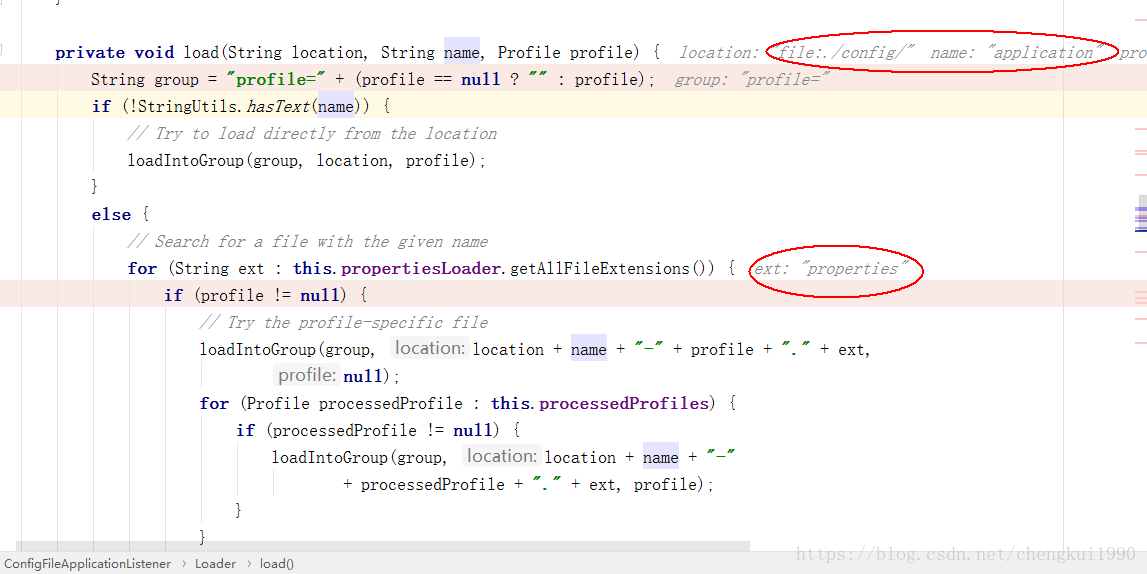 }
private void load(String location, String name, Profile profile) { location: "file:./config/" name: "application" pro
String group = "profile=" + (profile == null ? "" : profile); group: "profile="
if (!StringUtils.hasText(name)) {
// Try to load directly from the location
loadIntoGroup(group, location, profile);
}
else {
// Search for a file with the given name
for (String ext : this.propertiesLoader.getAllFileExtensions()) { ext: "properties"
if (profile != null) {
// Try the profile-specific file
loadIntoGroup(group, location: location + name + "-" + profile + "." + ext,
profile: null);
for (Profile processedProfile : this.processedProfiles) {
if (processedProfile != null) {
loadIntoGroup(group, location: location + name + "-"
+ processedProfile + "." + ext, profile);
}
}
https://blog.csdn.net/chengkui1990
ConfigFileApplicationListener › Loader › load()